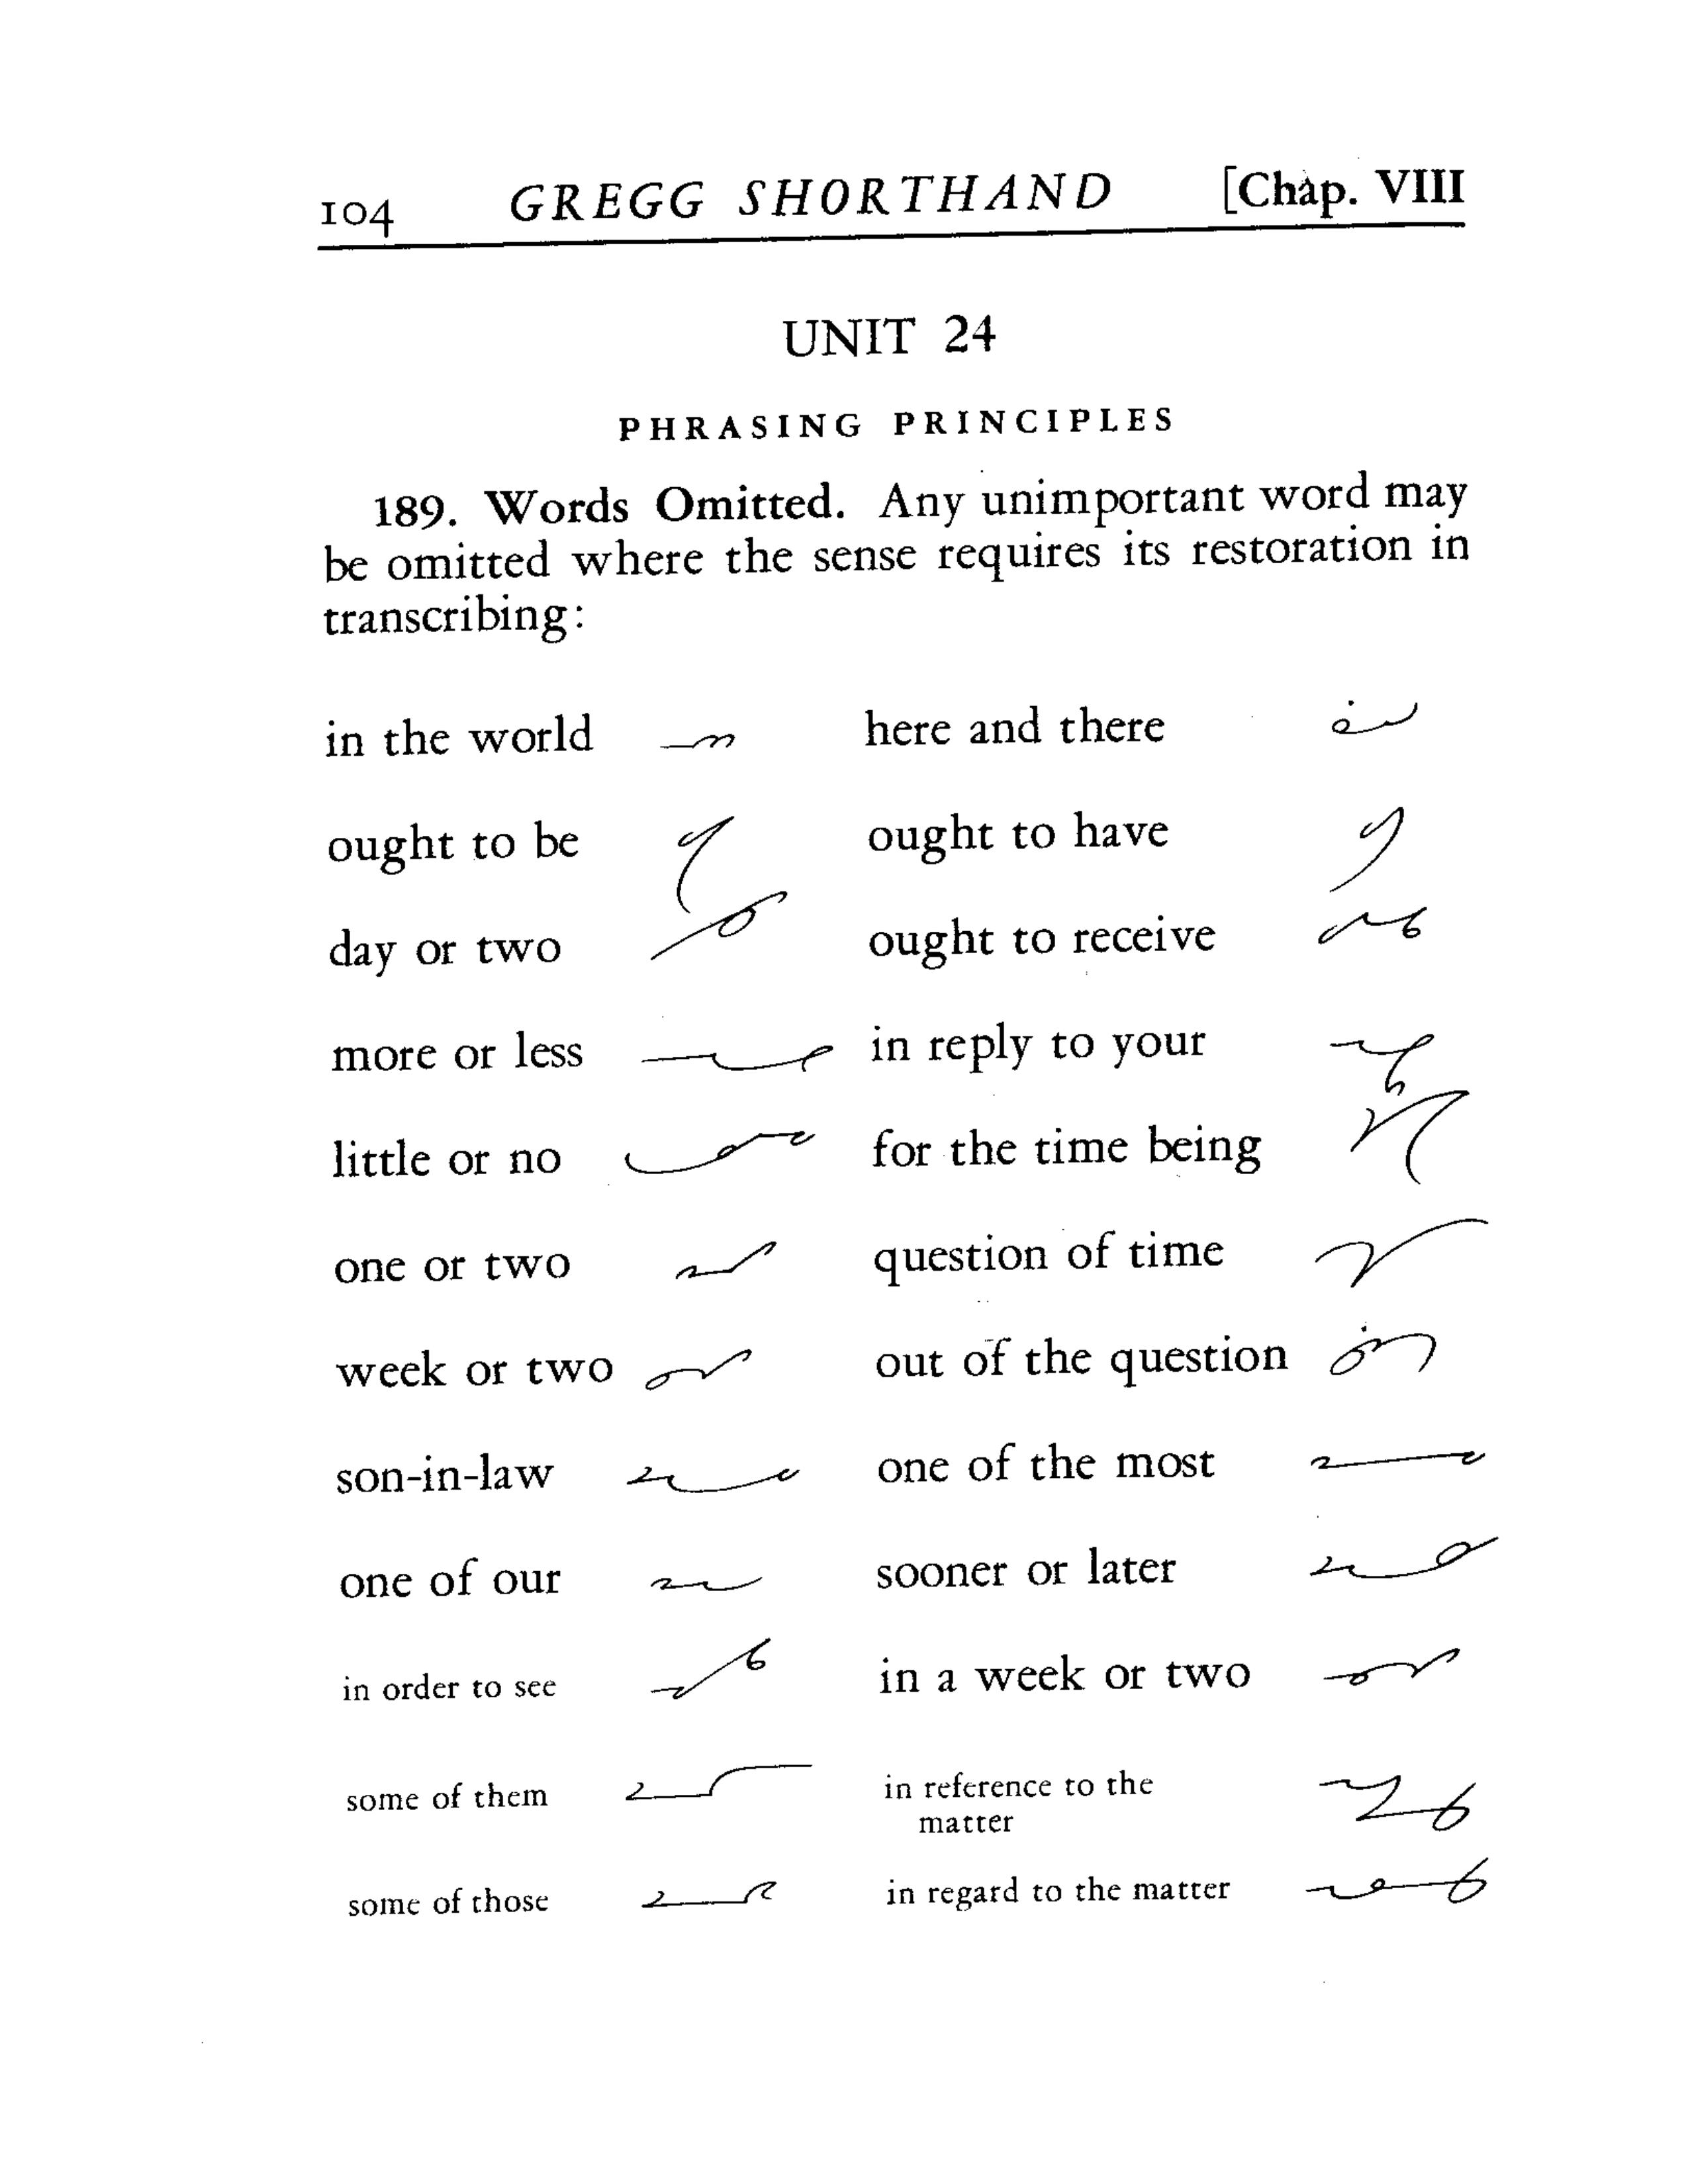 104 GREGG SHORTHAND [Chap. VIII
UNIT 24
PHRASING PRINCIPLES
189. Words Omitted. Any unimportant word may
be omitted where the sense requires its restoration in
transcribing:
in the world here and there
ought to be ought to have
day or two ought to receive
more or less in reply to your
little or no for the time being
one or two question of time
week or two out of the question
son-in-law one of the most
one of our sooner or later
in order to see in a week or two
some of them in reference to the
matter
some of those in regard to the matter